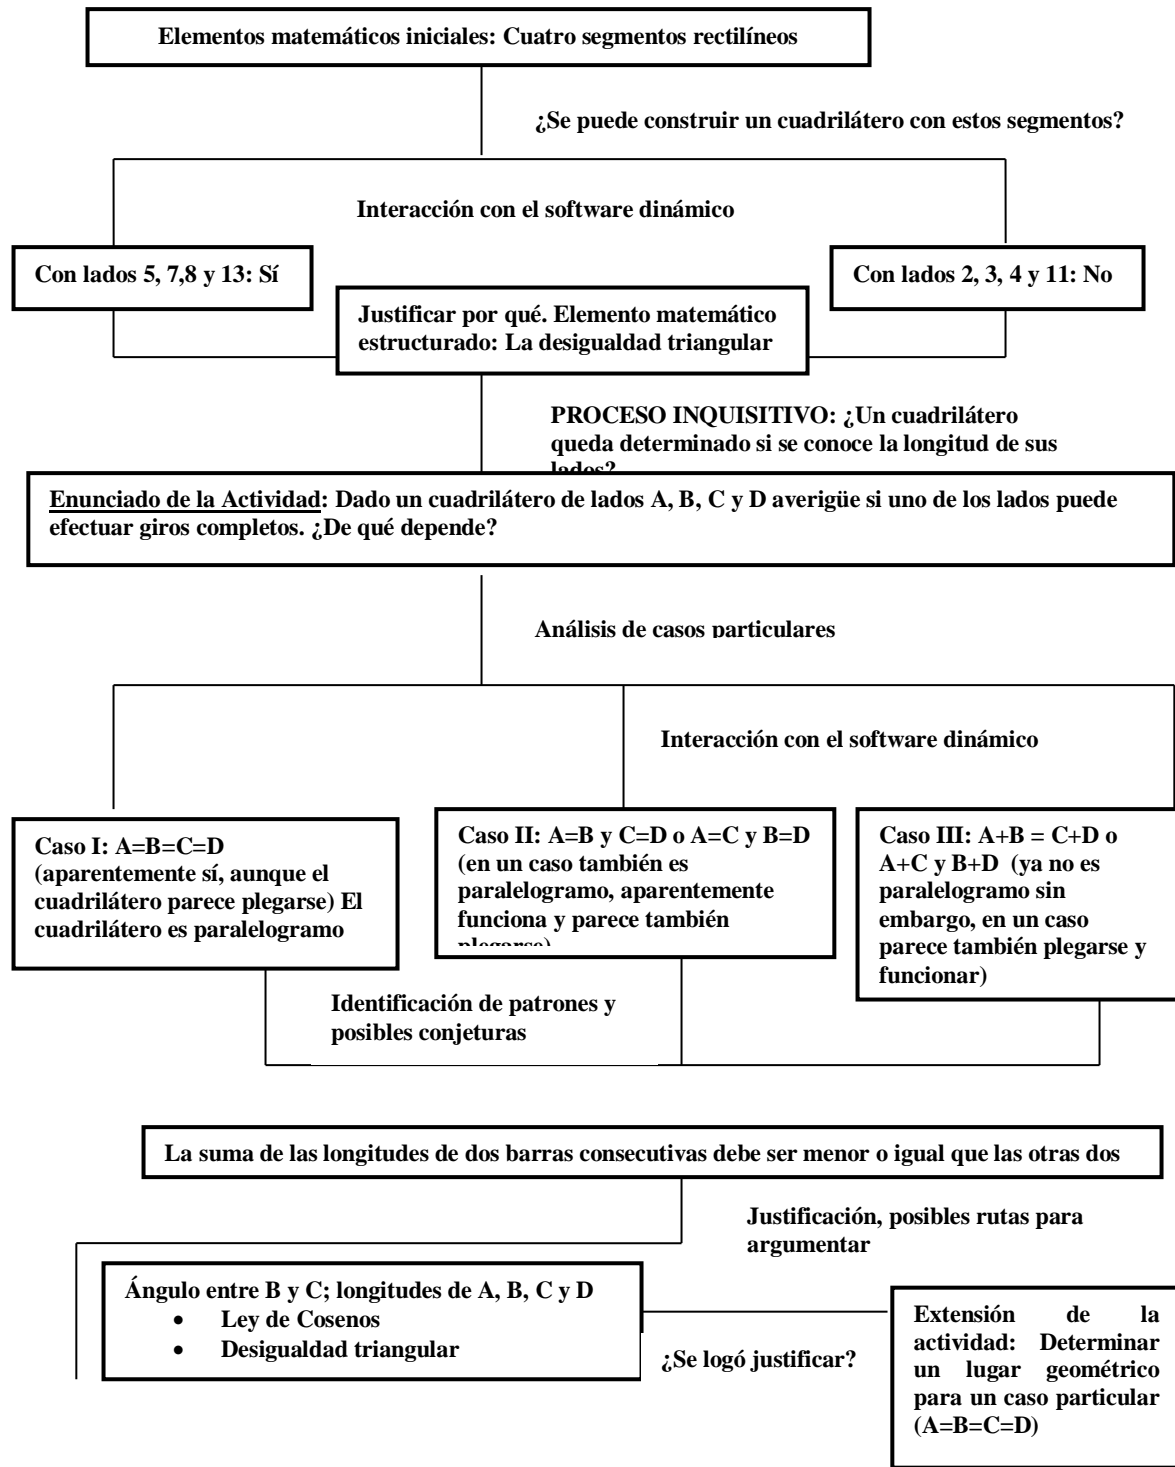 Elementos matemáticos iniciales: Cuatro segmentos rectilíneos
¿Se puede construir un cuadrilátero con estos segmentos?
Interacción con el software dinámico
Con lados 5, 7,8 y 13: Sí
Con lados 2, 3, 4 y 11: No
Justificar por qué. Elemento matemático
estructurado: La desigualdad triangular
PROCESO INQUISITIVO: ¿Un cuadrilátero
queda determinado si se conoce la longitud de sus
lados?
Enunciado de la Actividad: Dado un cuadrilátero de lados A, B, C y D averigüe si uno de los lados puede
efectuar giros completos. ¿De qué depende?
Análisis de casos particulares
Interacción con el software dinámico
Caso I: A=B=C=D
(aparentemente sí, aunque el
cuadrilátero parece plegarse) El
cuadrilátero es paralelogramo
Caso II: A=B y C=D o A=C y B=D
(en un caso también es
paralelogramo, aparentemente
funciona y parece también
plegarse)
Caso III: A+B = C+D o
A+C y B+D (ya no es
paralelogramo sin
embargo, en un caso
parece también plegarse y
funcionar)
Identificación de patrones y
posibles conjeturas
La suma de las longitudes de dos barras consecutivas debe ser menor o igual que las otras dos
Justificación, posibles rutas para
argumentar
Ángulo entre B y C; longitudes de A, B, C y D
• Ley de Cosenos
• Desigualdad triangular
¿Se logó justificar?
Extensión de la
actividad: Determinar
un lugar geométrico
para un caso particular
(A=B=C=D)